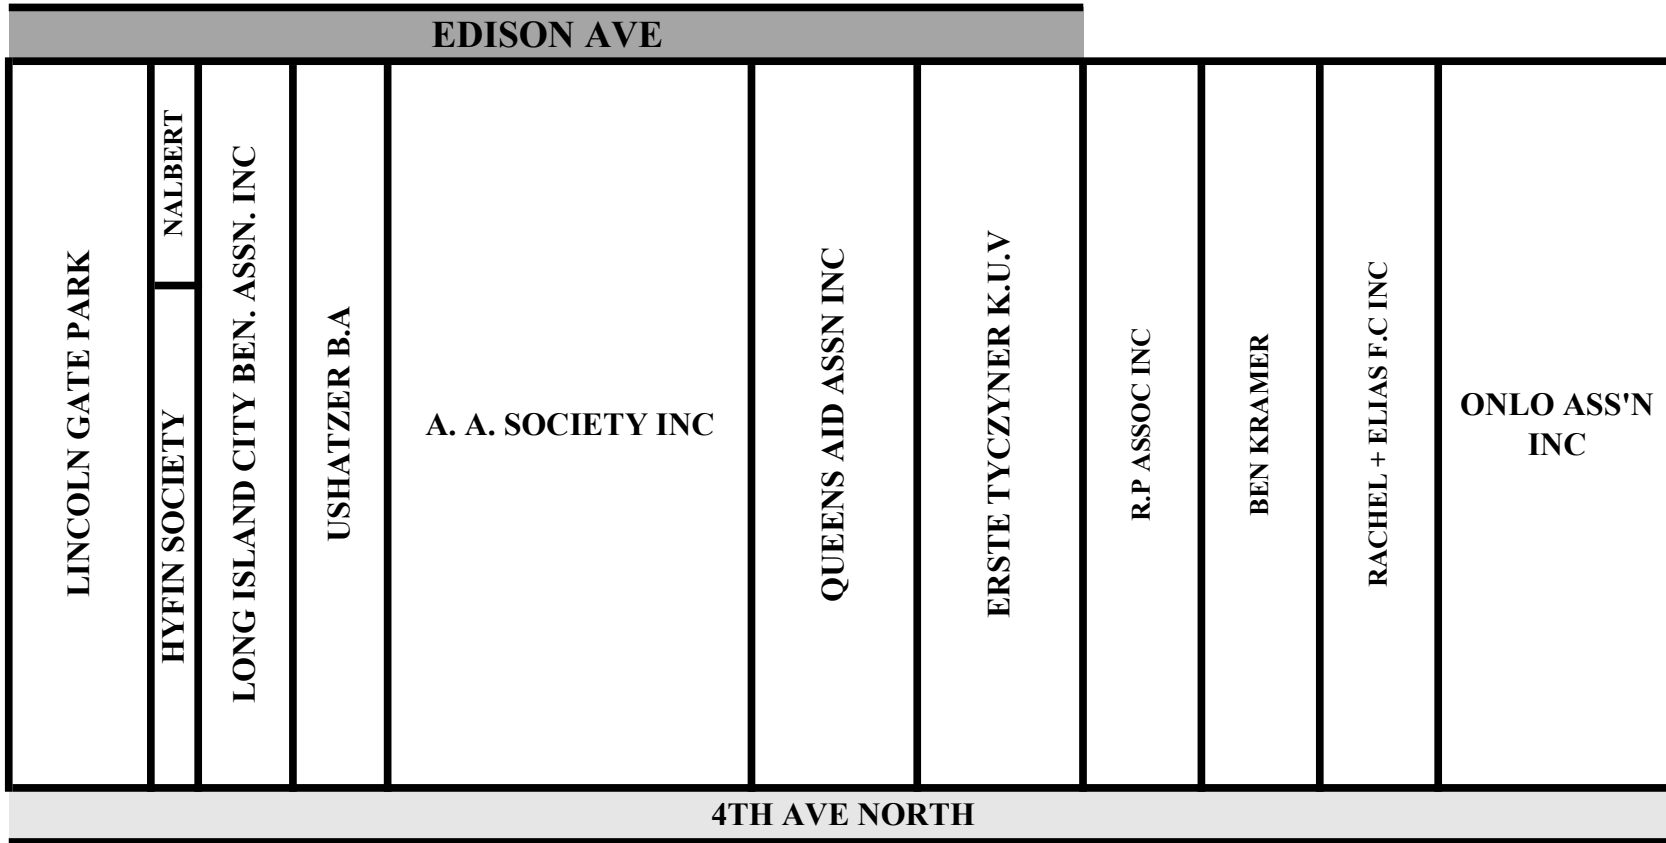 EDISON AVE
LINCOLN GATE PARK
NALBERT
HYFIN SOCIETY
LONG ISLAND CITY BEN. ASSN. INC
USHATZER B.A
A. A. SOCIETY INC
QUEENS AID ASSN INC
ERSTE TYCZYNER K.U.V
R.P ASSOC INC
BEN KRAMER
RACHEL + ELIAS F.C INC
ONLO ASS'N
INC
4TH AVE NORTH